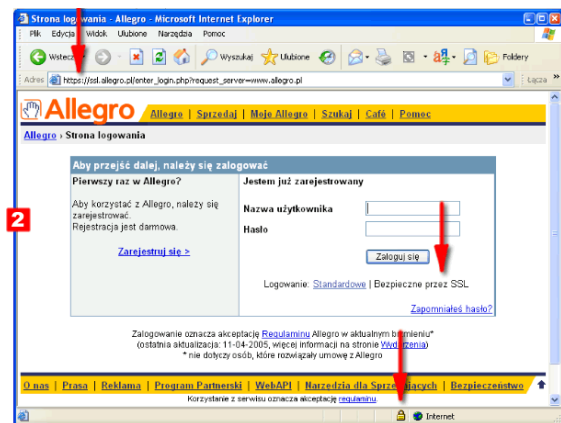 Strona logowania - Allegro - Microsoft Internet Explorer
Plik Edycja Widok Ulubione Narzędzia Pomoc
Wstecz Wyszukaj Ulubione Foldery
Adres https://ssl.allegro.pl/enter_login.php?request_server=www.allegro.pl Łącza »
Allegro Allegro | Sprzedaj | Moje Allegro | Szukaj | Café | Pomoc
Allegro › Strona logowania
Aby przejść dalej, należy się zalogować
Pierwszy raz w Allegro?
Aby korzystać z Allegro, należy się
zarejestrować.
Rejestracja jest darmowa.
Zarejestruj się >
Jestem już zarejestrowany
Nazwa użytkownika
Hasło
Zaloguj się
Logowanie: Standardowe | Bezpieczne przez SSL
Zapomniałeś hasło?
2
Zalogowanie oznacza akceptację Regulaminu Allegro w aktualnym brzmieniu*
(ostatnia aktualizacja: 11-04-2005, więcej informacji na stronie Wydarzenia)
* nie dotyczy osób, które rozwiązały umowę z Allegro
O nas | Prasa | Reklama | Program Partnerski | WebAPI | Narzędzia dla Sprzedających | Bezpieczeństwo
Korzystanie z serwisu oznacza akceptację regulaminu.
Internet